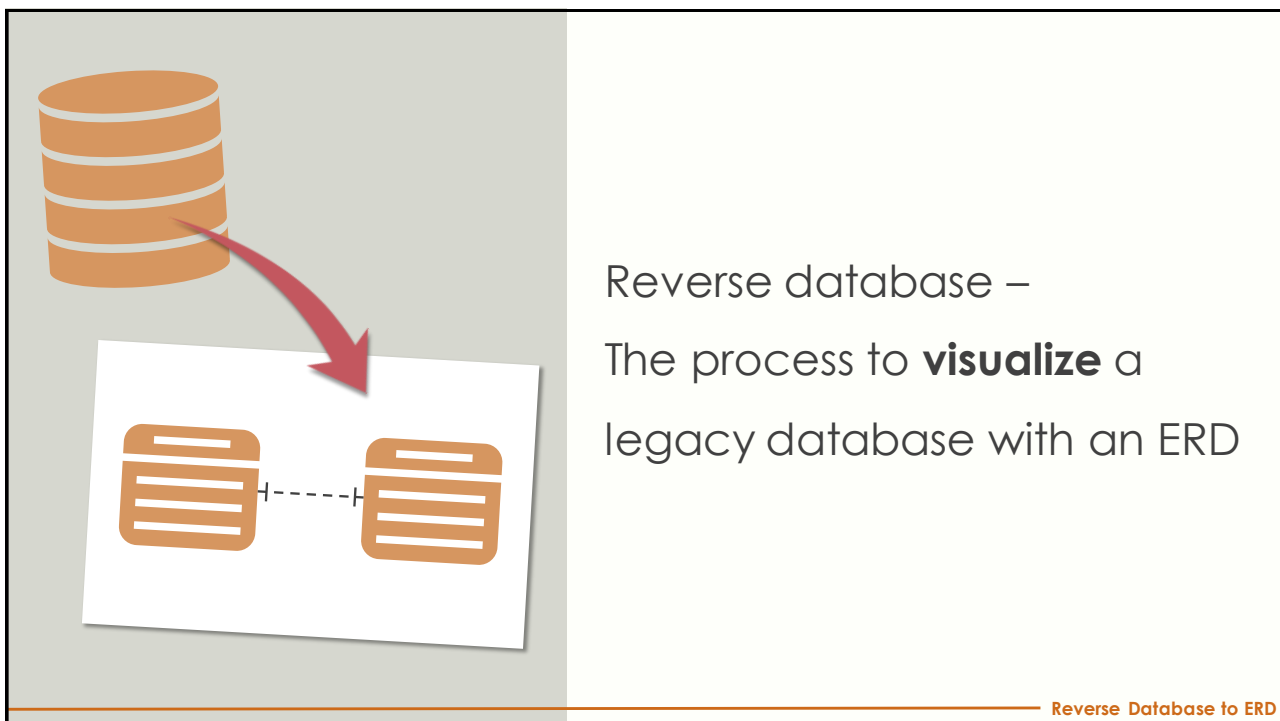 Reverse database –
The process to visualize a
legacy database with an ERD
Reverse Database to ERD